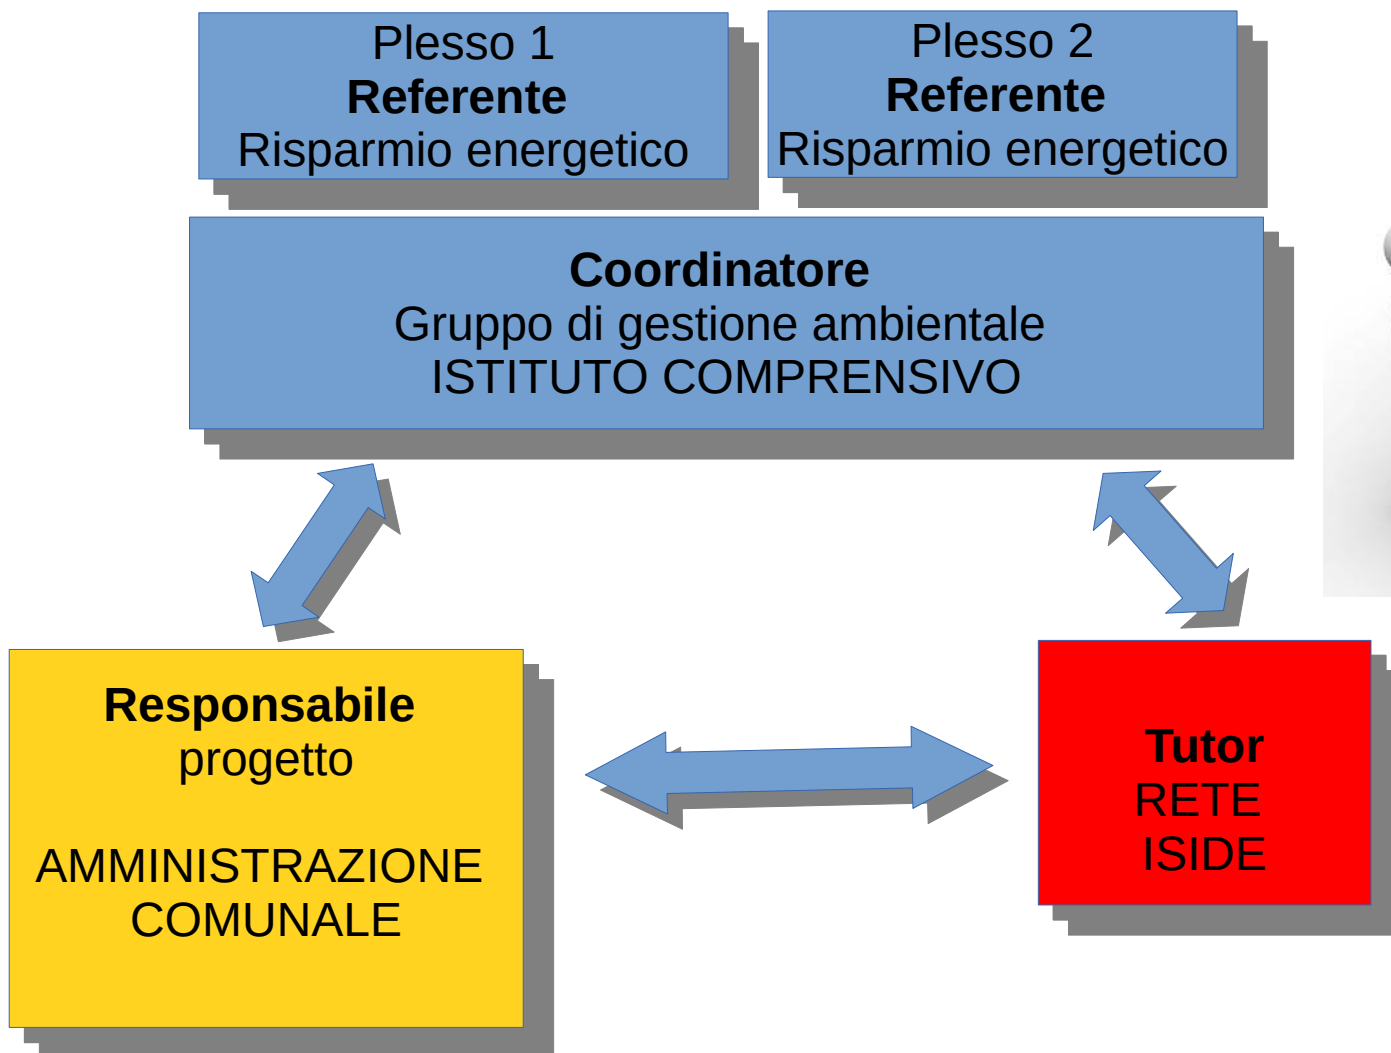 Plesso 1
Referente
Risparmio energetico
Plesso 2
Referente
Risparmio energetico
Coordinatore
Gruppo di gestione ambientale
ISTITUTO COMPRENSIVO
Responsabile
progetto
AMMINISTRAZIONE
COMUNALE
Tutor
RETE
ISIDE